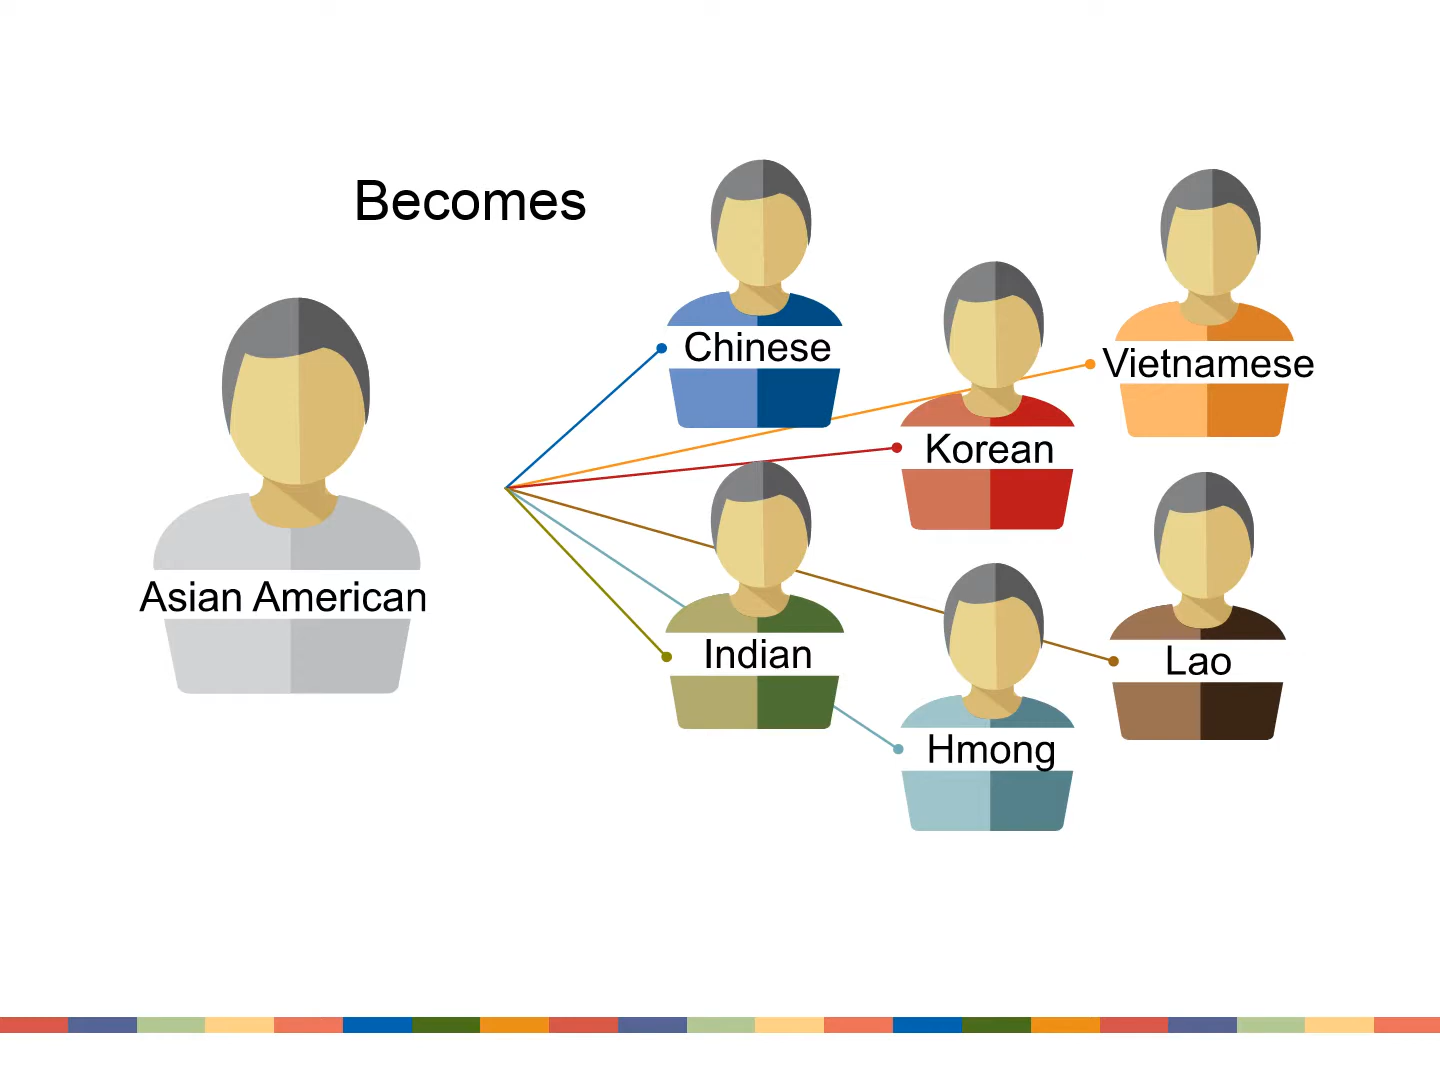 Becomes
Asian American
Chinese
Korean
Vietnamese
Indian
Hmong
Lao